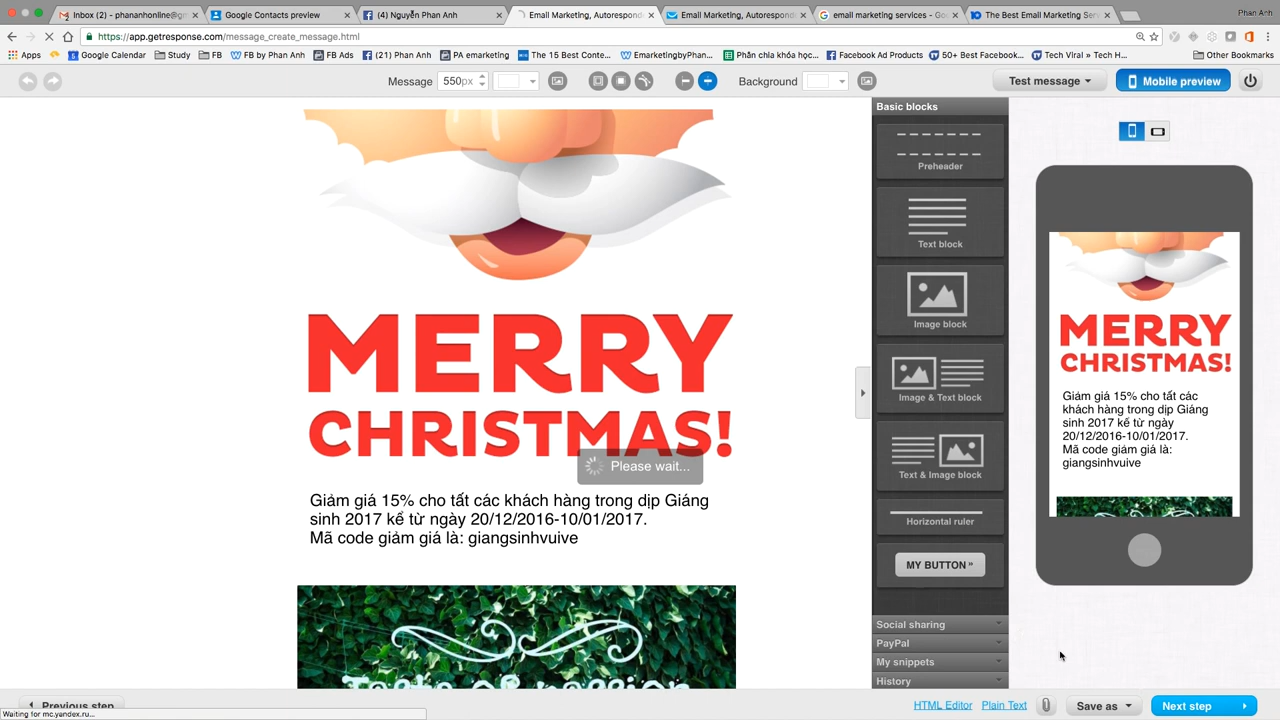 Inbox (2) - phananhonline@gm
Google Contacts preview
(4) Nguyễn Phan Anh
Email Marketing, Autorespond
Email Marketing, Autorespond
email marketing services - Go
The Best Email Marketing Ser
Phan Anh
https://app.getresponse.com/message_create_message.html
Apps
Google Calendar
Study
FB
FB by Phan Anh
FB Ads
(21) Phan Anh
PA emarketing
The 15 Best Conte...
EmarketingbyPhan...
Phần chia khóa học...
Facebook Ad Products
50+ Best Facebook...
Tech Viral » Tech H...
Other Bookmarks
Message
550px
Background
Test message
Mobile preview
Basic blocks
Preheader
Text block
Image block
Image & Text block
Text & Image block
Horizontal ruler
MY BUTTON »
Social sharing
PayPal
My snippets
History
MERRY
CHRISTMAS!
Please wait...
Giảm giá 15% cho tất các khách hàng trong dịp Giáng
sinh 2017 kể từ ngày 20/12/2016-10/01/2017.
Mã code giảm giá là: giangsinhvuive
MERRY
CHRISTMAS!
Giảm giá 15% cho tất các
khách hàng trong dịp Giáng
sinh 2017 kể từ ngày
20/12/2016-10/01/2017.
Mã code giảm giá là:
giangsinhvuive
Previous step
Waiting for mc.yandex.ru...
HTML Editor
Plain Text
Save as
Next step